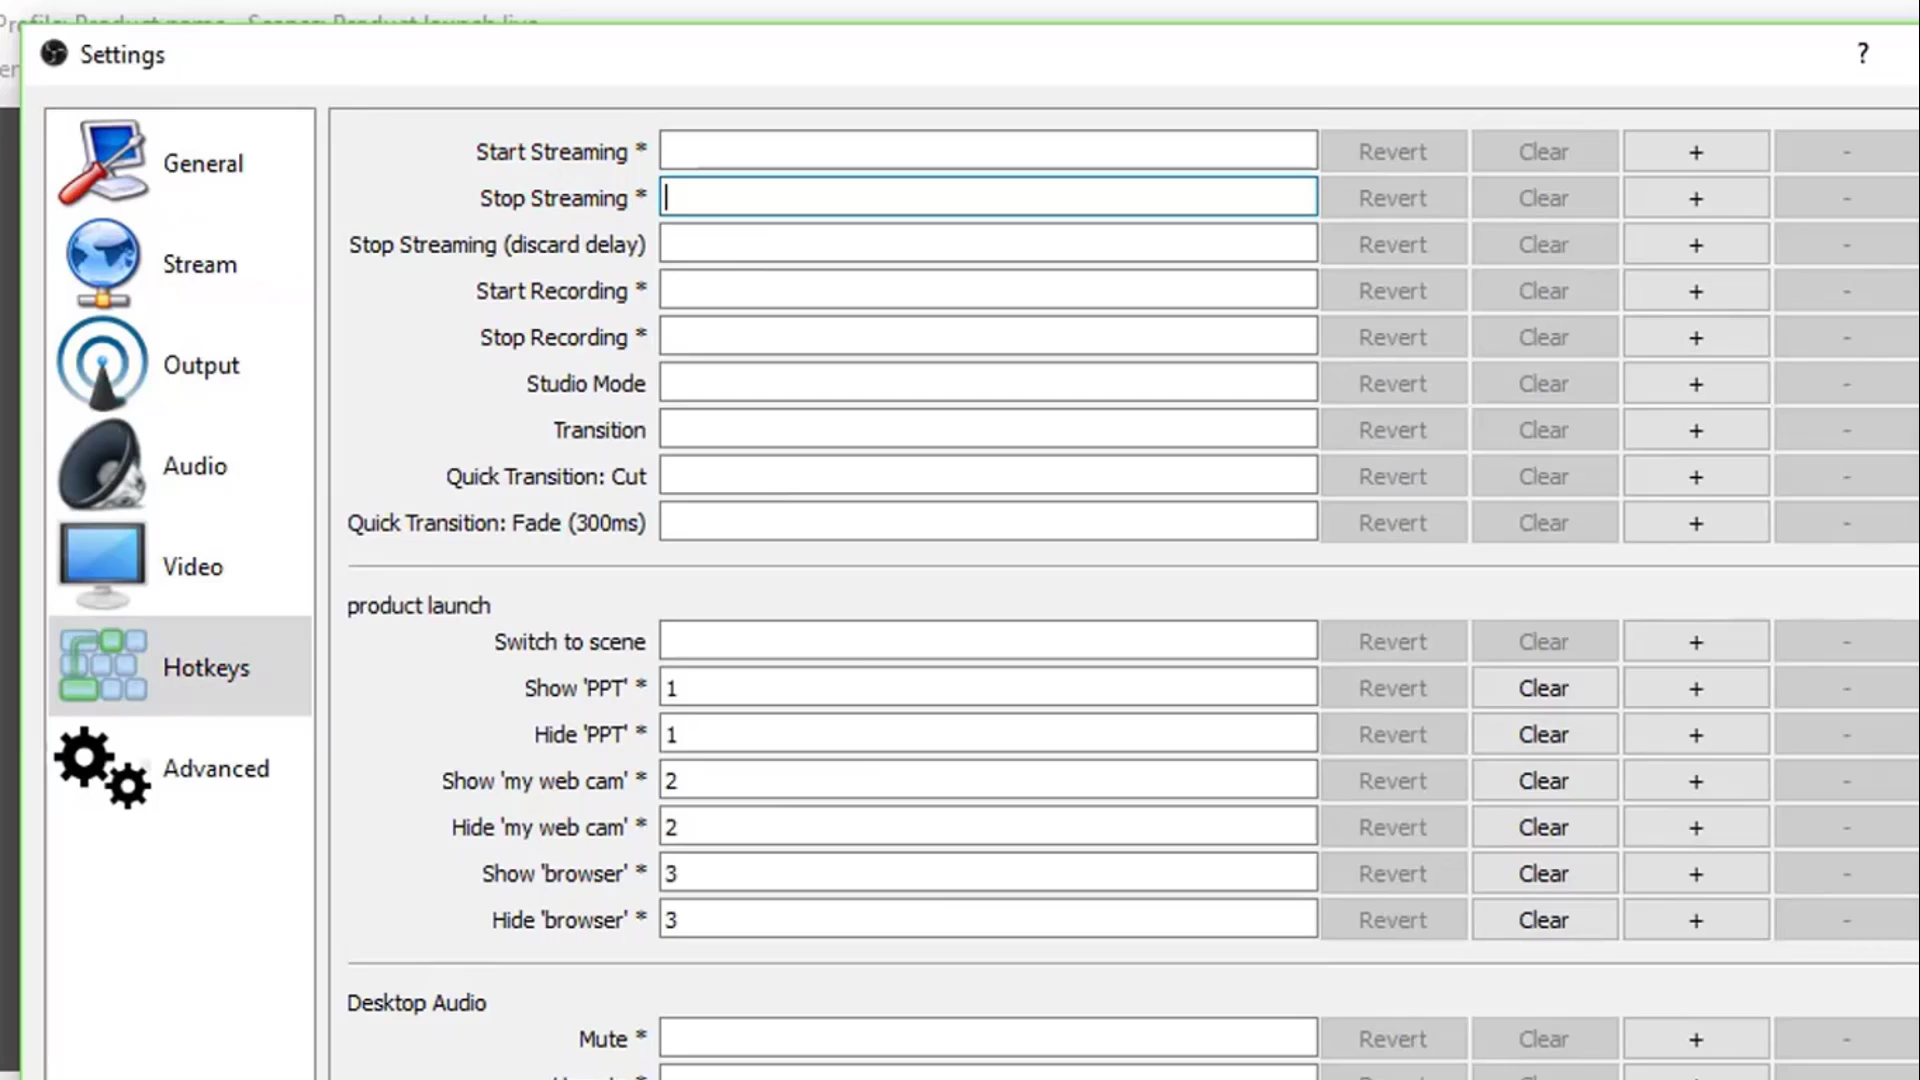 Settings
?
General
Stream
Output
Audio
Video
Hotkeys
Advanced
Start Streaming * Revert Clear + -
Stop Streaming * Revert Clear + -
Stop Streaming (discard delay) Revert Clear + -
Start Recording * Revert Clear + -
Stop Recording * Revert Clear + -
Studio Mode Revert Clear + -
Transition Revert Clear + -
Quick Transition: Cut Revert Clear + -
Quick Transition: Fade (300ms) Revert Clear + -
product launch
Switch to scene Revert Clear + -
Show 'PPT' * 1 Revert Clear + -
Hide 'PPT' * 1 Revert Clear + -
Show 'my web cam' * 2 Revert Clear + -
Hide 'my web cam' * 2 Revert Clear + -
Show 'browser' * 3 Revert Clear + -
Hide 'browser' * 3 Revert Clear + -
Desktop Audio
Mute * Revert Clear + -